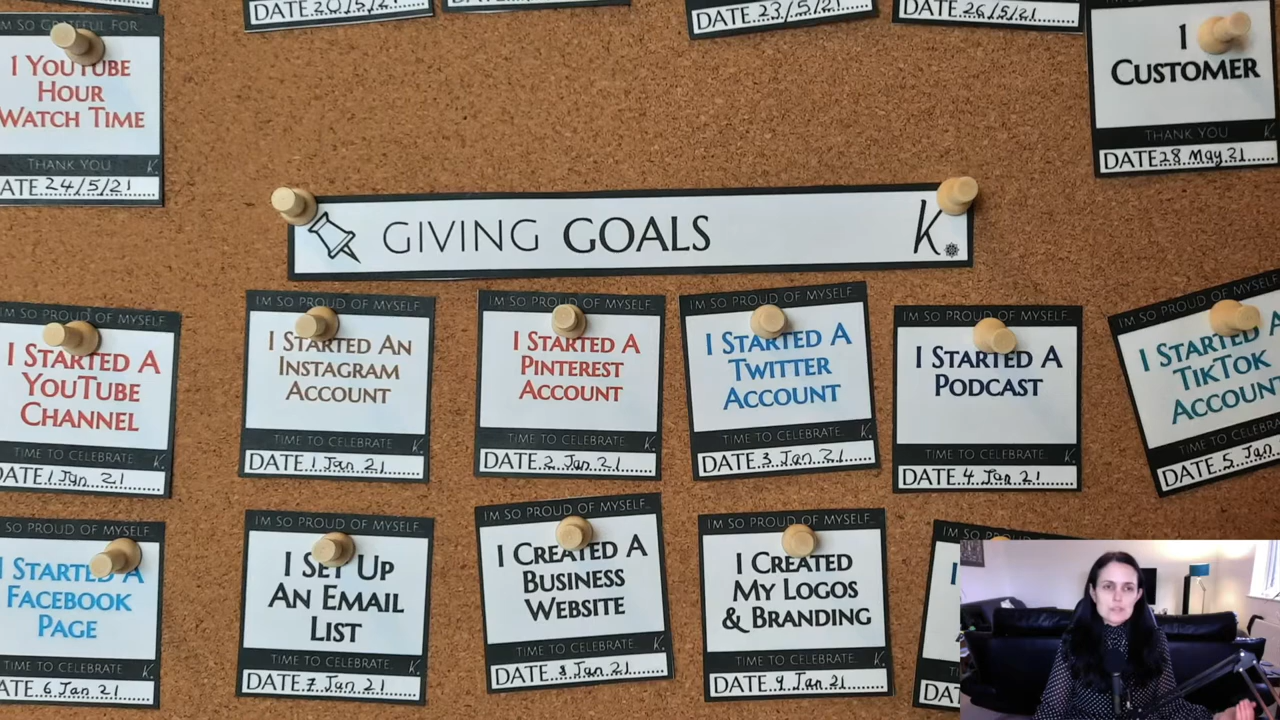 DATE 20/5/21
DATE 23/5/21
DATE 26/5/21
I'M SO GRATEFUL FOR
1 YOUTUBE
HOUR
WATCH TIME
THANK YOU K.
DATE 24/5/21
1
CUSTOMER
THANK YOU K.
DATE 28 May 21
GIVING GOALS K.
I'M SO PROUD OF MYSELF...
I STARTED A
YOUTUBE
CHANNEL
TIME TO CELEBRATE... K.
DATE 1 Jan 21
I'M SO PROUD OF MYSELF...
I STARTED AN
INSTAGRAM
ACCOUNT
TIME TO CELEBRATE... K.
DATE 1 Jan 21
I'M SO PROUD OF MYSELF...
I STARTED A
PINTEREST
ACCOUNT
TIME TO CELEBRATE... K.
DATE 2 Jan 21
I'M SO PROUD OF MYSELF...
I STARTED A
TWITTER
ACCOUNT
TIME TO CELEBRATE... K.
DATE 3 Jan 21
I'M SO PROUD OF MYSELF...
I STARTED A
PODCAST
TIME TO CELEBRATE... K.
DATE 4 Jan 21
I'M SO PROUD OF MYSELF
I STARTED A
TIKTOK
ACCOUNT
TIME TO CELEBRATE
DATE 5 Jan
I'M SO PROUD OF MYSELF...
I STARTED A
FACEBOOK
PAGE
TIME TO CELEBRATE... K.
DATE 6 Jan 21
I'M SO PROUD OF MYSELF...
I SET UP
AN EMAIL
LIST
TIME TO CELEBRATE... K.
DATE 7 Jan 21
I'M SO PROUD OF MYSELF...
I CREATED A
BUSINESS
WEBSITE
TIME TO CELEBRATE... K.
DATE 8 Jan 21
I'M SO PROUD OF MYSELF...
I CREATED
MY LOGOS
& BRANDING
TIME TO CELEBRATE... K.
DATE 9 Jan 21
I'M SO